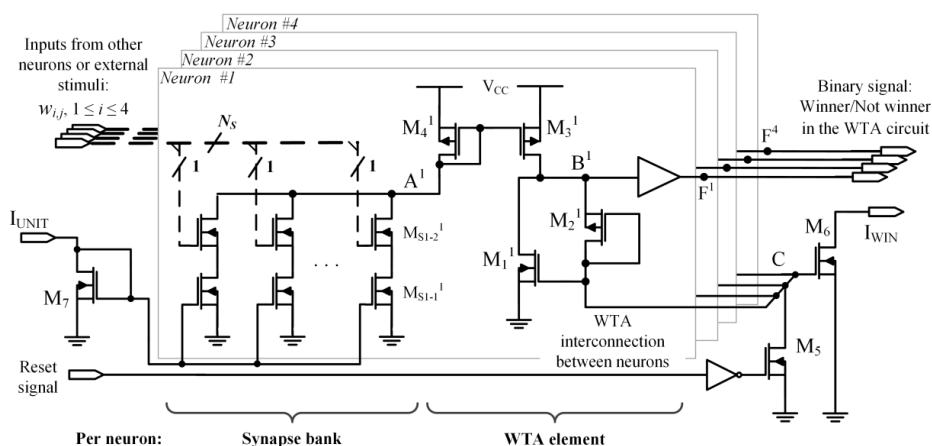 Neuron #4
Neuron #3
Neuron #2
Neuron #1
Inputs from other
neurons or external
stimuli:
w_{i,j}, 1 ≤ i ≤ 4
N_S
1
1
1
V_CC
M_4^1
M_3^1
A^1
B^1
F^4
F^1
Binary signal:
Winner/Not winner
in the WTA circuit
M_2^1
M_1^1
M_{S1-2}^1
M_{S1-1}^1
. . .
I_UNIT
M_7
I_WIN
M_6
C
M_5
WTA
interconnection
between neurons
Reset
signal
Per neuron:
Synapse bank
WTA element